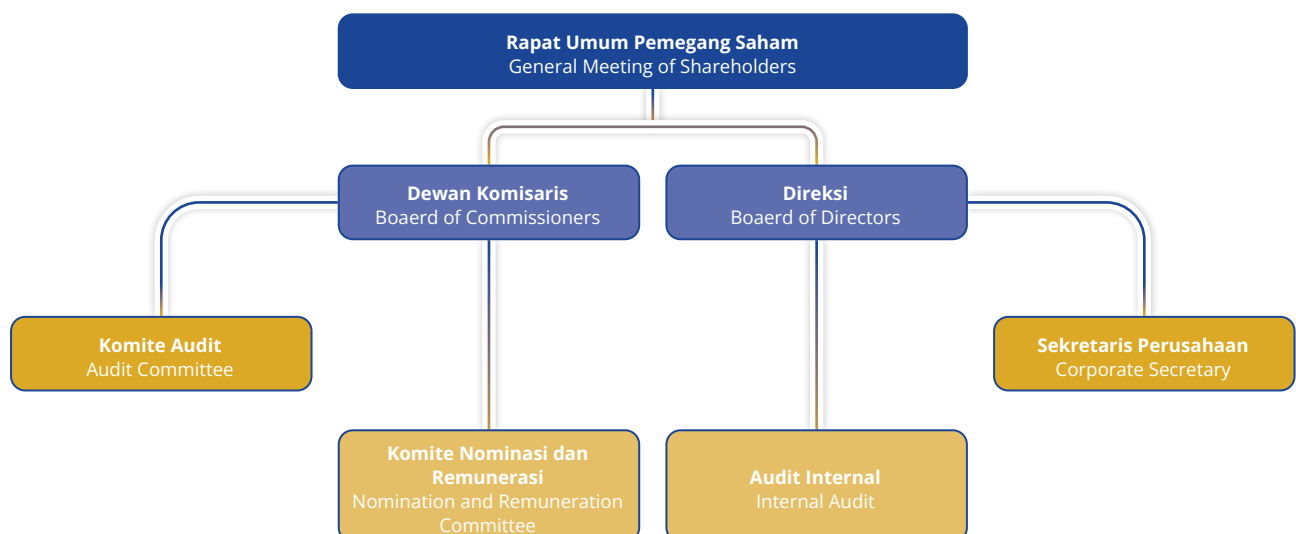 Rapat Umum Pemegang Saham
General Meeting of Shareholders
Dewan Komisaris
Boaerd of Commissioners
Direksi
Boaerd of Directors
Komite Audit
Audit Committee
Sekretaris Perusahaan
Corporate Secretary
Komite Nominasi dan
Remunerasi
Nomination and Remuneration
Committee
Audit Internal
Internal Audit